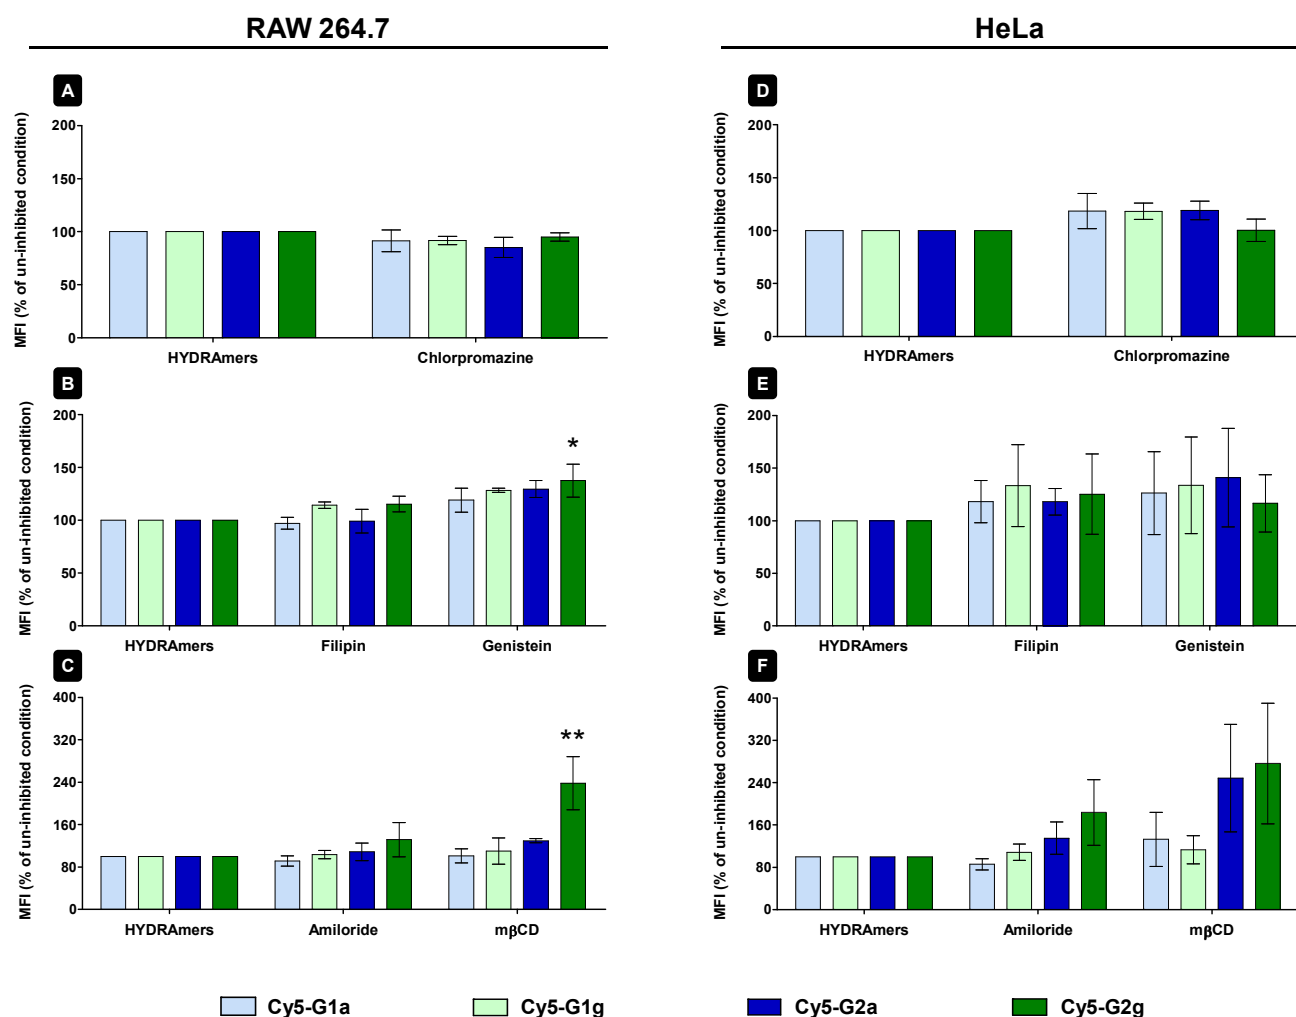 RAW 264.7
HeLa
A
MFI (% of un-inhibited condition)
200
150
100
50
0
HYDRAmers Chlorpromazine
D
MFI (% of un-inhibited condition)
200
150
100
50
0
HYDRAmers Chlorpromazine
B
MFI (% of un-inhibited condition)
200
150
100
50
0
*
HYDRAmers Filipin Genistein
E
MFI (% of un-inhibited condition)
200
150
100
50
0
HYDRAmers Filipin Genistein
C
MFI (% of un-inhibited condition)
400
320
240
160
80
0
**
HYDRAmers Amiloride mβCD
F
MFI (% of un-inhibited condition)
400
320
240
160
80
0
HYDRAmers Amiloride mβCD
Cy5-G1a Cy5-G1g Cy5-G2a Cy5-G2g